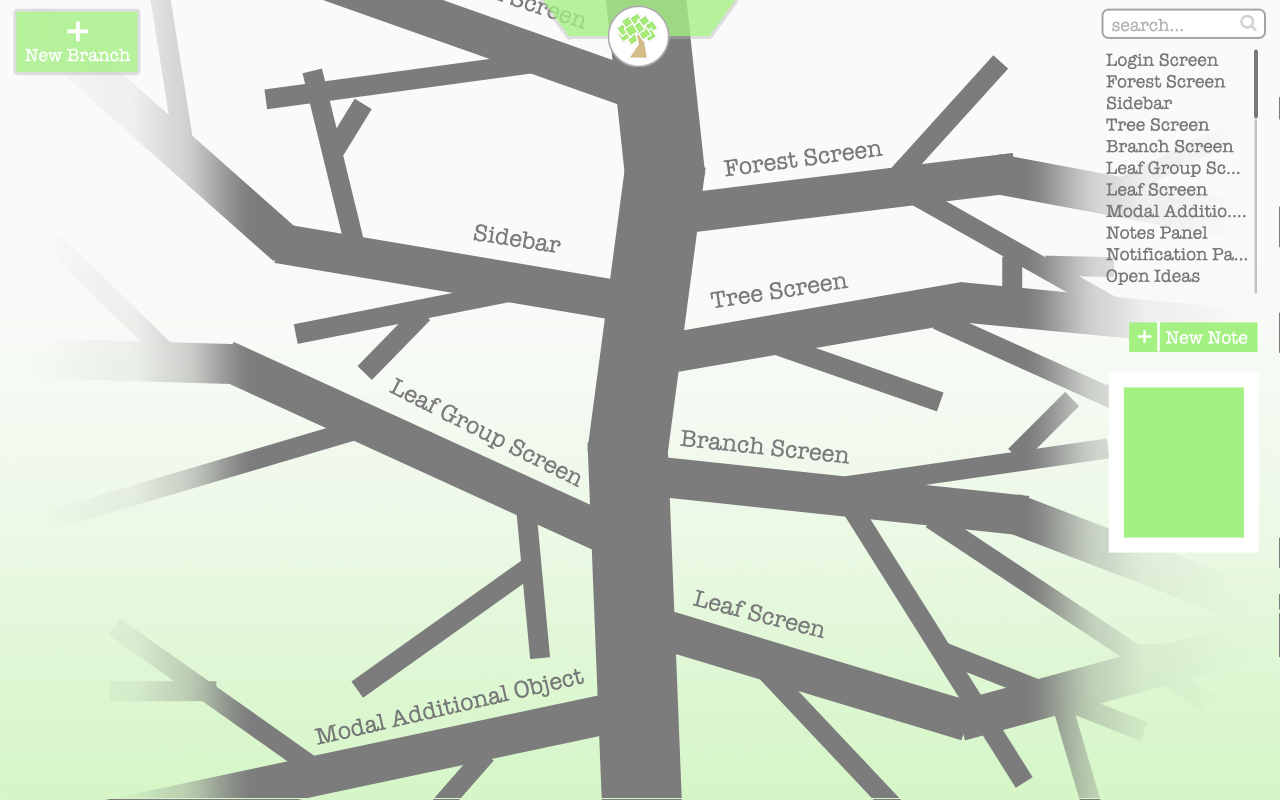 New Branch
Screen
Forest Screen
Sidebar
Tree Screen
Leaf Group Screen
Branch Screen
Leaf Screen
Modal Additional Object
search...
Login Screen
Forest Screen
Sidebar
Tree Screen
Branch Screen
Leaf Group Sc...
Leaf Screen
Modal Additio....
Notes Panel
Notification Pa...
Open Ideas
New Note